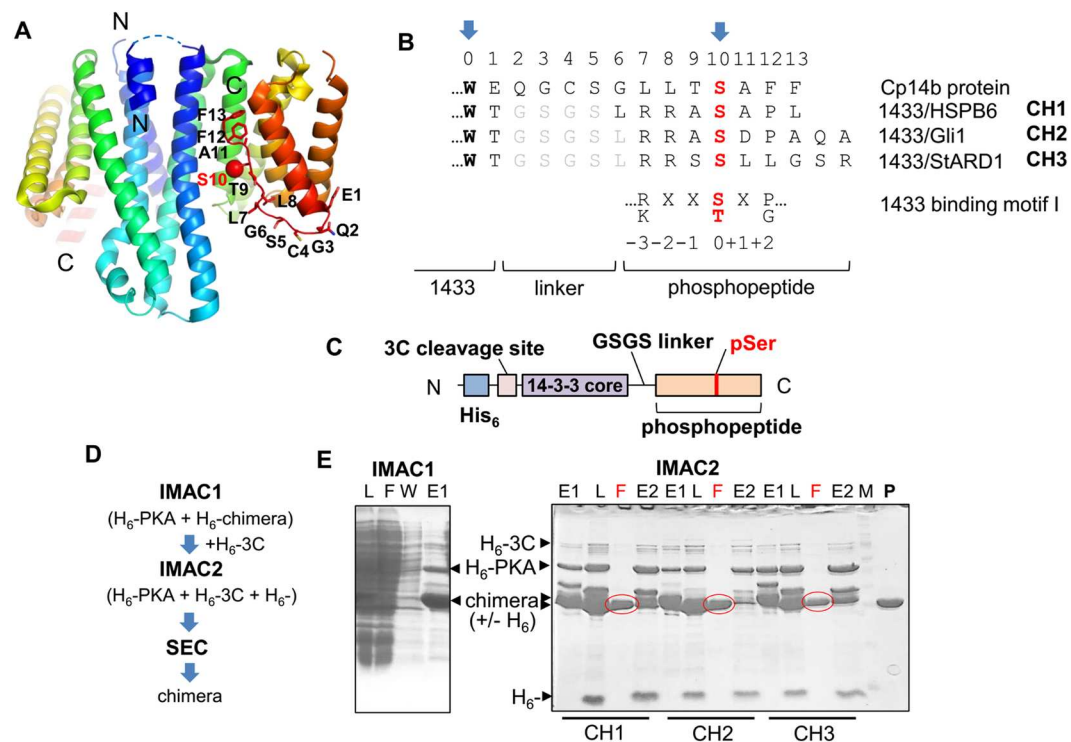 A
N
N
C
C
F13
F12
A11
S10
T9
L8
L7
G6
S5
C4
G3
Q2
E1
B
0 1 2 3 4 5 6 7 8 9 10 11 12 13
...W E Q G C S G L L T S A F F Cp14b protein
...W T G S G S L R R A S A P L 1433/HSPB6 CH1
...W T G S G S L R R A S D P A Q A 1433/Gli1 CH2
...W T G S G S L R R S S L L G S R 1433/StARD1 CH3
...R X X S X P... 1433 binding motif I
K T G
-3-2-1 0+1+2
1433 linker phosphopeptide
C
3C cleavage site GSGS linker pSer
N 14-3-3 core C
His6
phosphopeptide
D
IMAC1
(H6-PKA + H6-chimera)
+H6-3C
IMAC2
(H6-PKA + H6-3C + H6-)
SEC
chimera
E
IMAC1 IMAC2
L F W E1 E1 L F E2 E1 L F E2 E1 L F E2 M P
H6-3C
H6-PKA
chimera
(+/- H6)
H6-
CH1 CH2 CH3